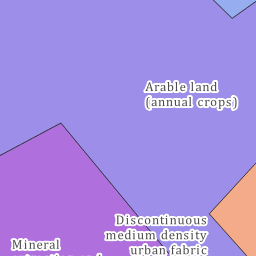 Arable land
(annual crops)
Discontinuous
medium density
urban fabric
Mineral